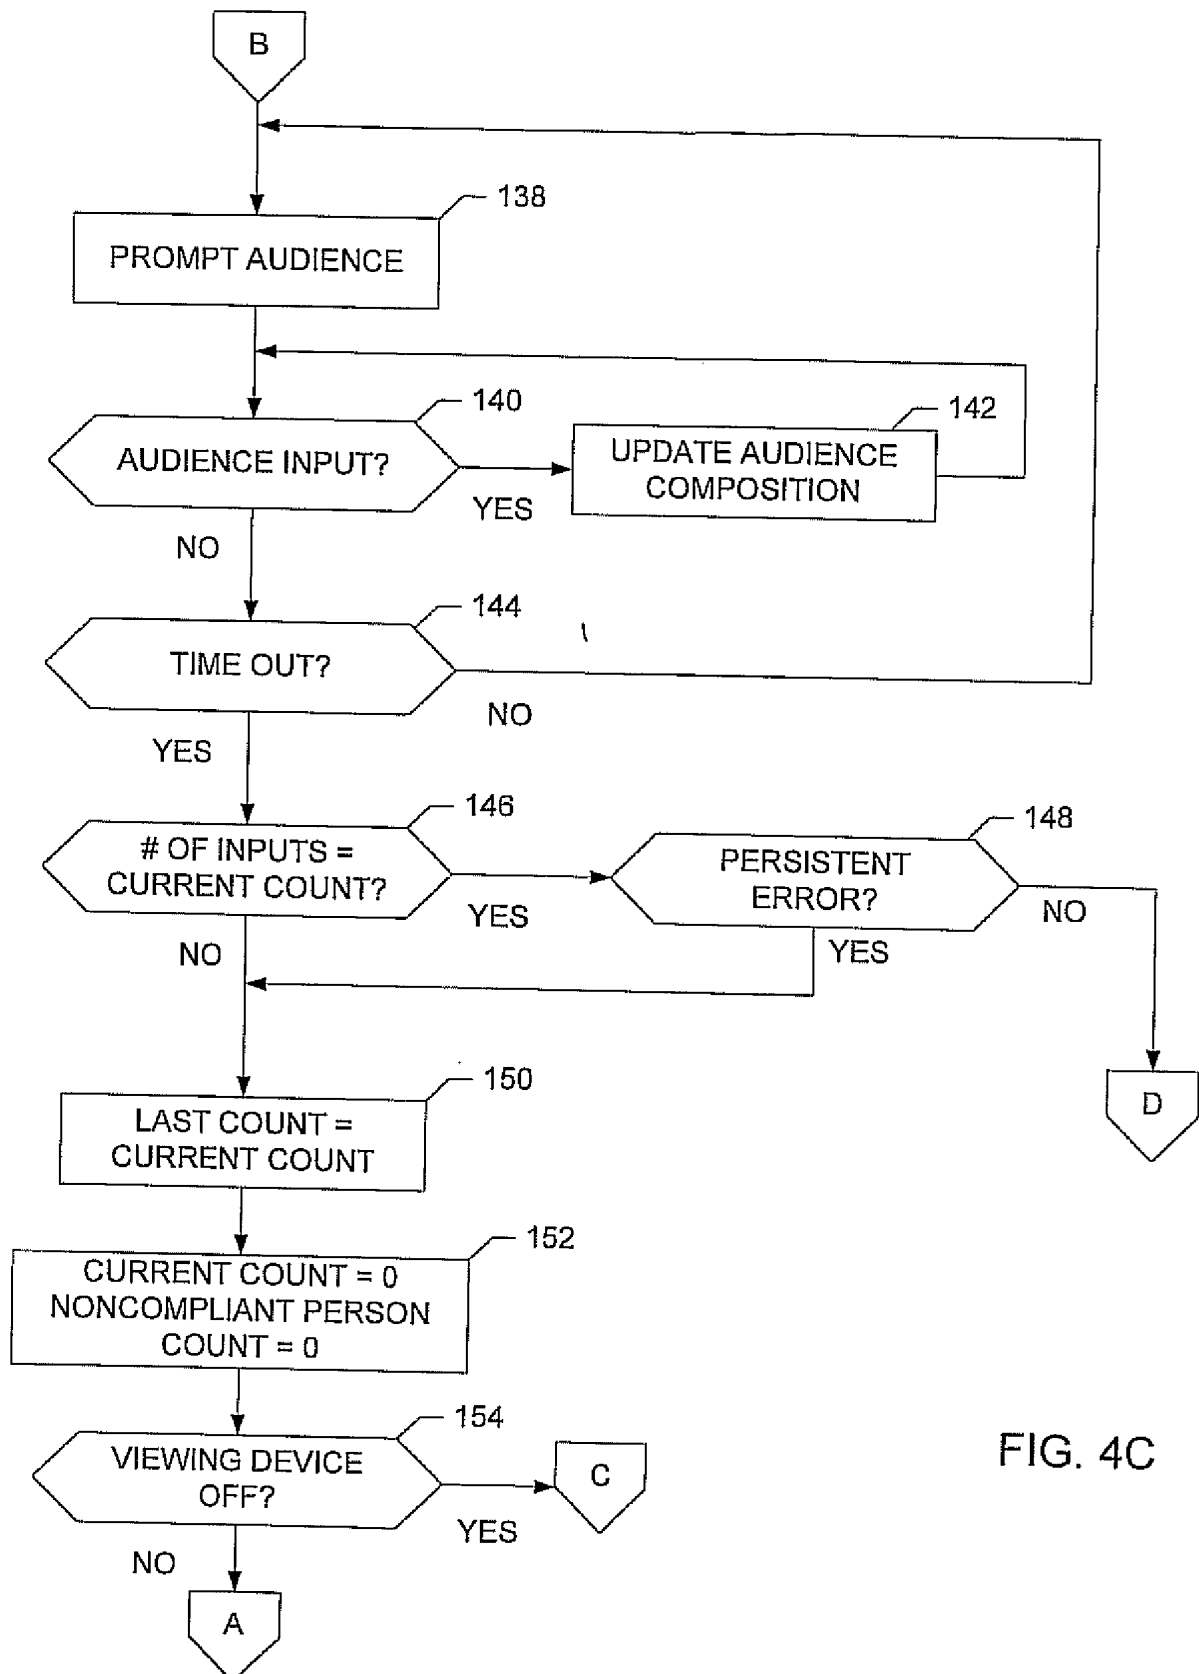 B
138
PROMPT AUDIENCE
140
AUDIENCE INPUT?
142
UPDATE AUDIENCE
COMPOSITION
YES
NO
144
TIME OUT?
NO
YES
146
# OF INPUTS =
CURRENT COUNT?
148
PERSISTENT
ERROR?
YES
NO
NO
YES
150
LAST COUNT =
CURRENT COUNT
D
152
CURRENT COUNT = 0
NONCOMPLIANT PERSON
COUNT = 0
154
VIEWING DEVICE
OFF?
C
YES
NO
A
FIG. 4C